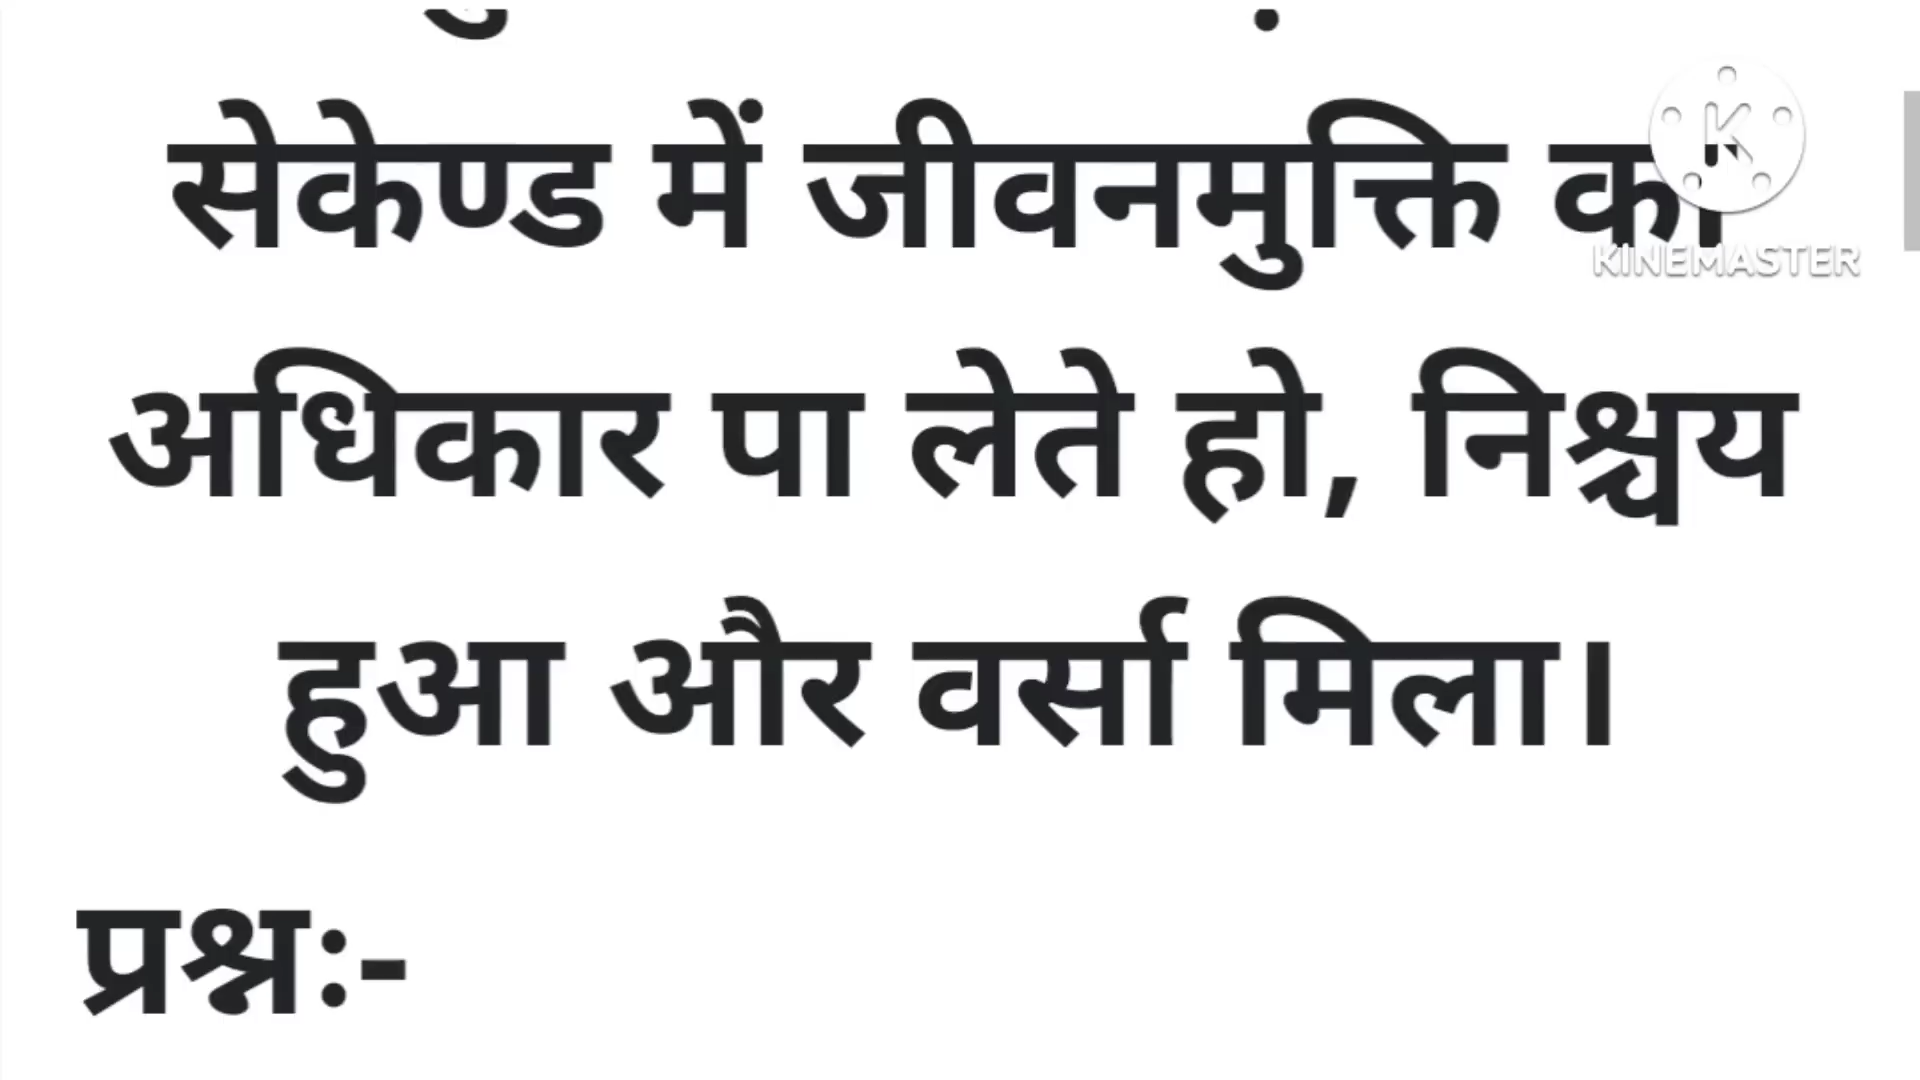 सेकेण्ड में जीवनमुक्ति का
KINEMASTER
अधिकार पा लेते हो, निश्चय
हुआ और वर्सा मिला।
प्रश्नः-